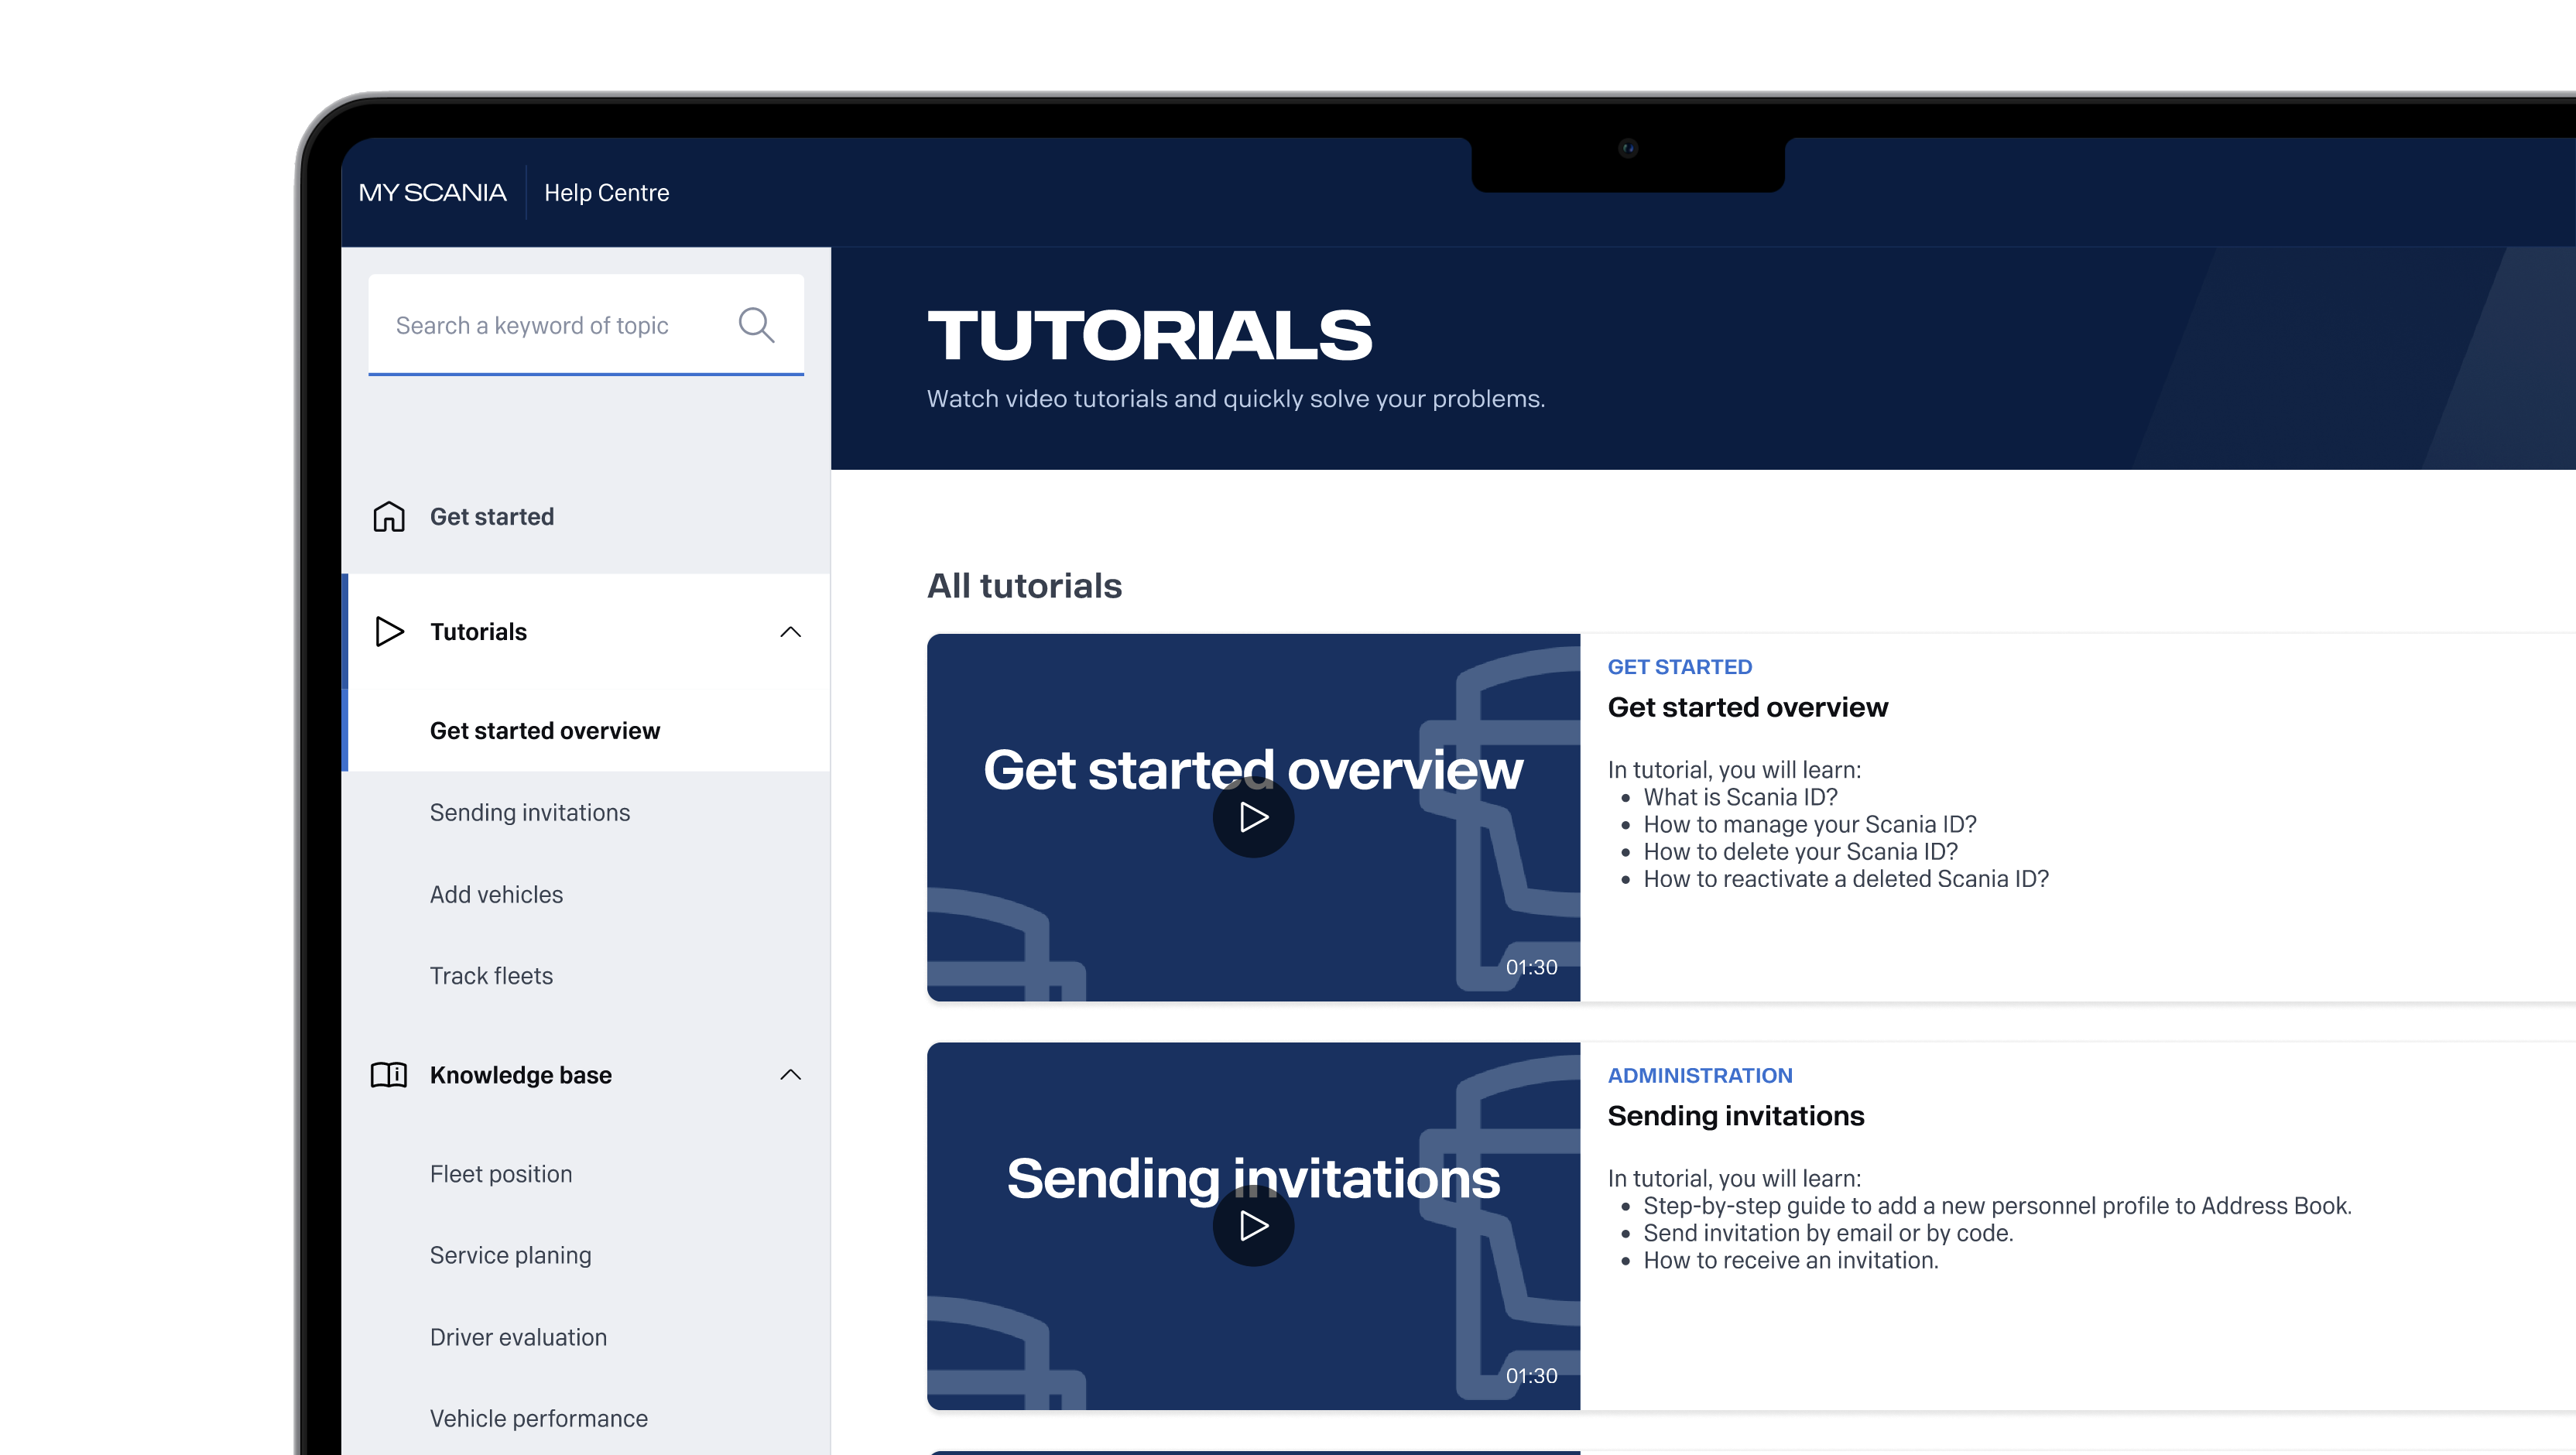 MY SCANIA
Help Centre
Search a keyword of topic
Get started
Tutorials
Get started overview
Sending invitations
Add vehicles
Track fleets
Knowledge base
Fleet position
Service planing
Driver evaluation
Vehicle performance
TUTORIALS
Watch video tutorials and quickly solve your problems.
All tutorials
Get started overview
01:30
GET STARTED
Get started overview
In tutorial, you will learn:
• What is Scania ID?
• How to manage your Scania ID?
• How to delete your Scania ID?
• How to reactivate a deleted Scania ID?
Sending invitations
01:30
ADMINISTRATION
Sending invitations
In tutorial, you will learn:
• Step-by-step guide to add a new personnel profile to Address Book.
• Send invitation by email or by code.
• How to receive an invitation.